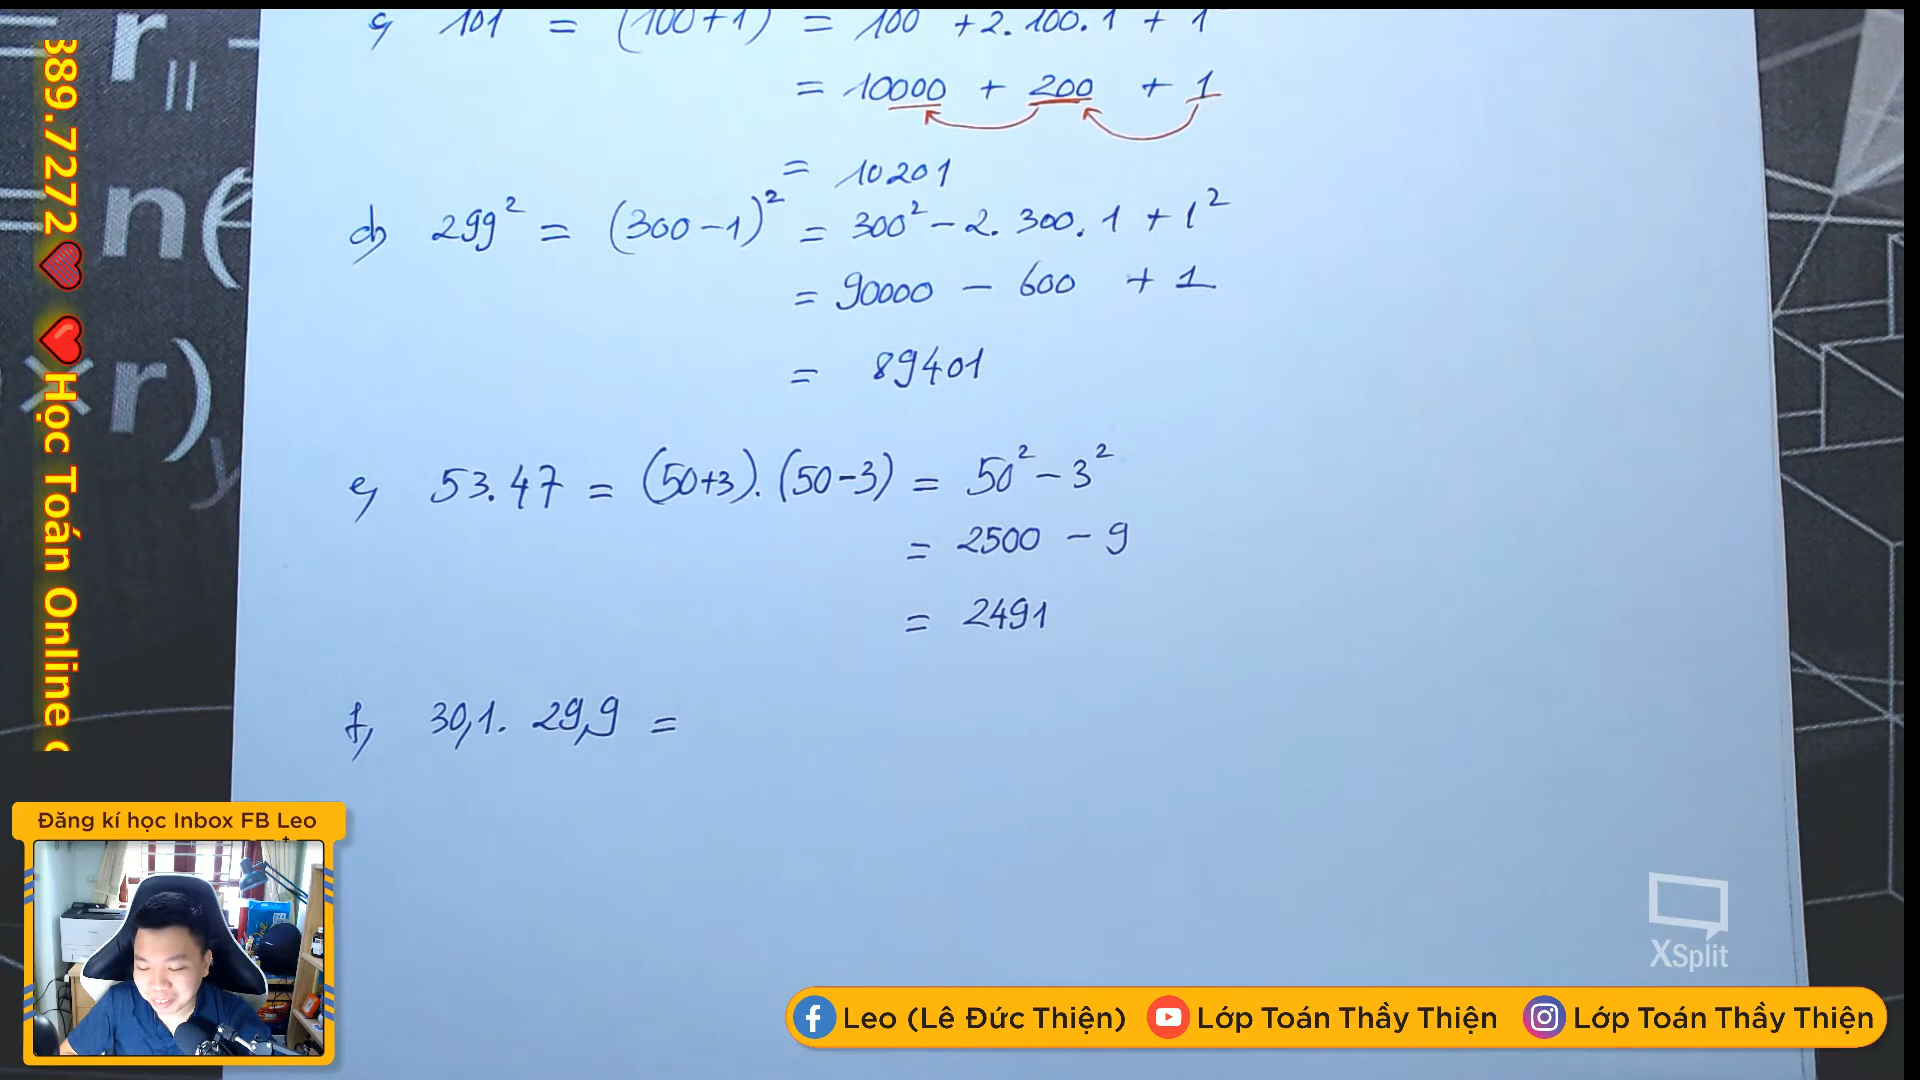 c, 101 = (100+1) = 100 + 2.100.1 + 1
= 10000 + 200 + 1
= 10201
d, 299² = (300-1)² = 300² - 2.300.1 + 1²
= 90000 - 600 + 1
= 89401
e, 53.47 = (50+3).(50-3) = 50² - 3²
= 2500 - 9
= 2491
f, 30,1. 29,9 =
389.7272❤️ ❤️Học Toán Online
= r||
= n(
×r)y
Đăng kí học Inbox FB Leo
XSplit
Leo (Lê Đức Thiện) Lớp Toán Thầy Thiện Lớp Toán Thầy Thiện